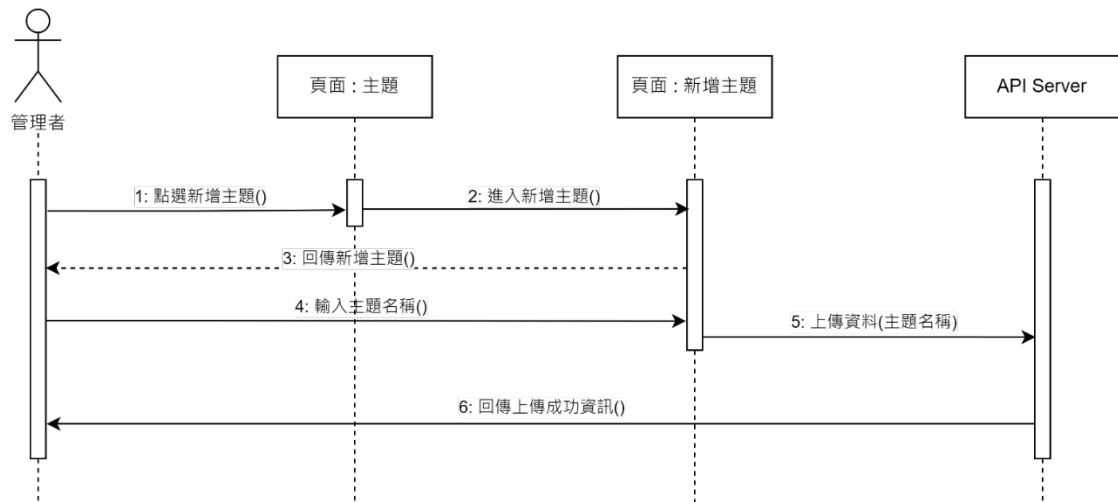 頁面 : 主題
頁面 : 新增主題
API Server
管理者
1: 點選新增主題()
2: 進入新增主題()
3: 回傳新增主題()
4: 輸入主題名稱()
5: 上傳資料(主題名稱)
6: 回傳上傳成功資訊()